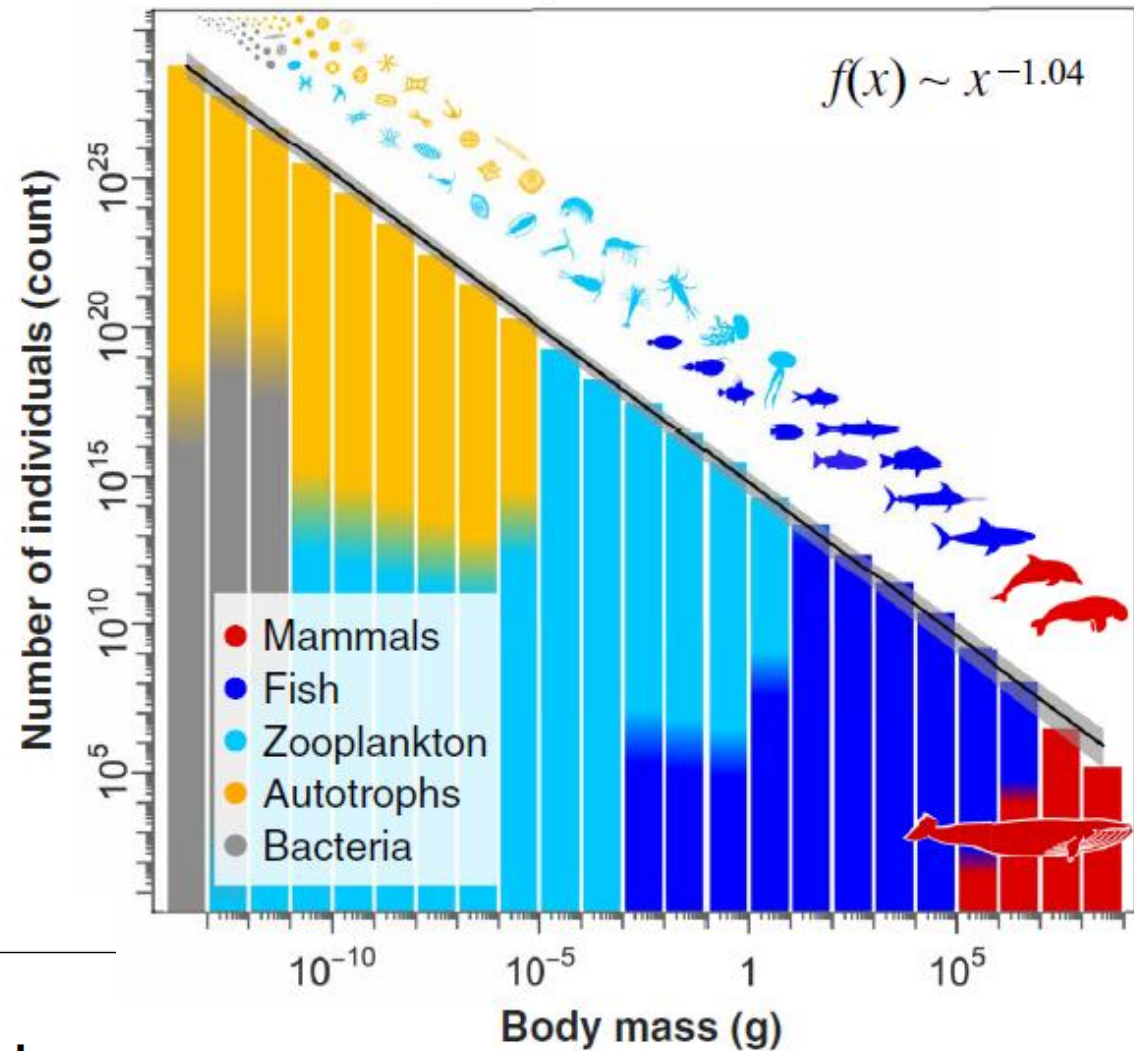 f(x) ~ x^−1.04
Number of individuals (count)
10^25
10^20
10^15
10^10
10^5
Mammals
Fish
Zooplankton
Autotrophs
Bacteria
10^−10
10^−5
1
10^5
Body mass (g)